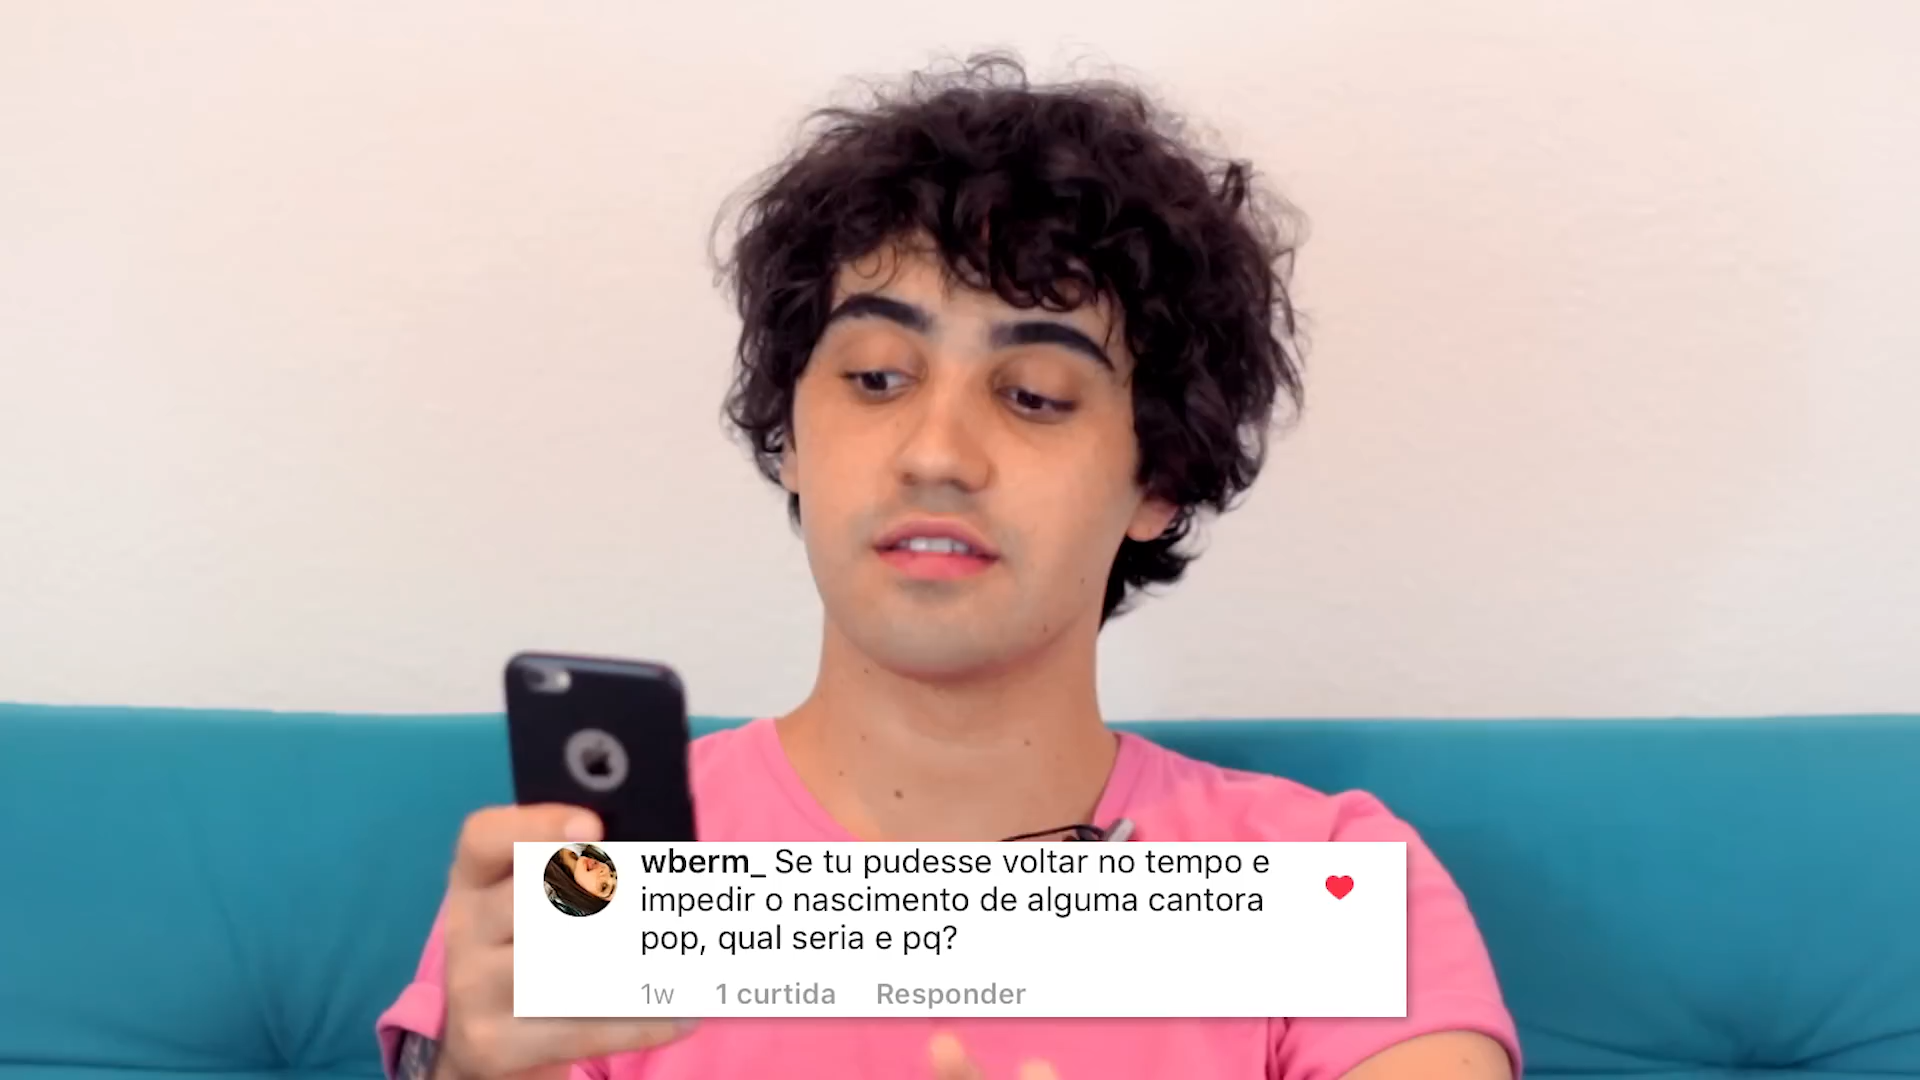 wberm_ Se tu pudesse voltar no tempo e
impedir o nascimento de alguma cantora
pop, qual seria e pq?
1w 1 curtida Responder